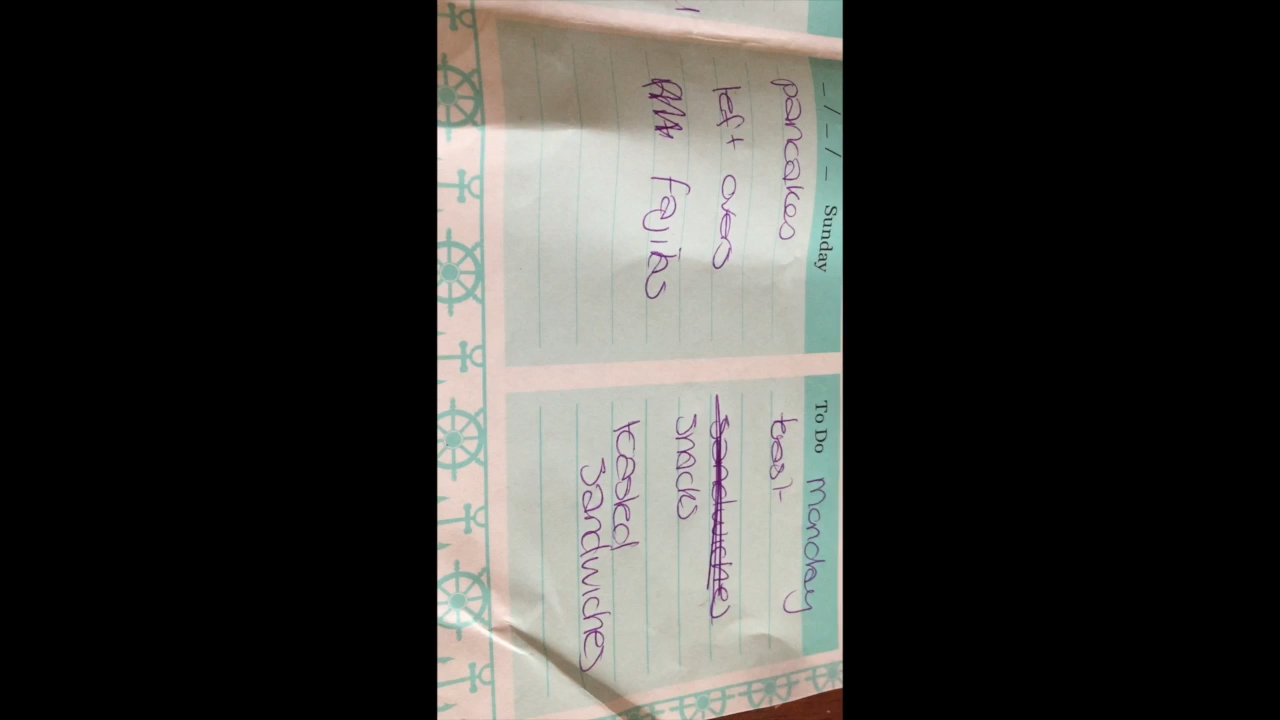 _/_/_ Sunday
pancakes
left overs
fajitas
To Do Monday
toast
sandwiches
snacks
toasted
sandwiches